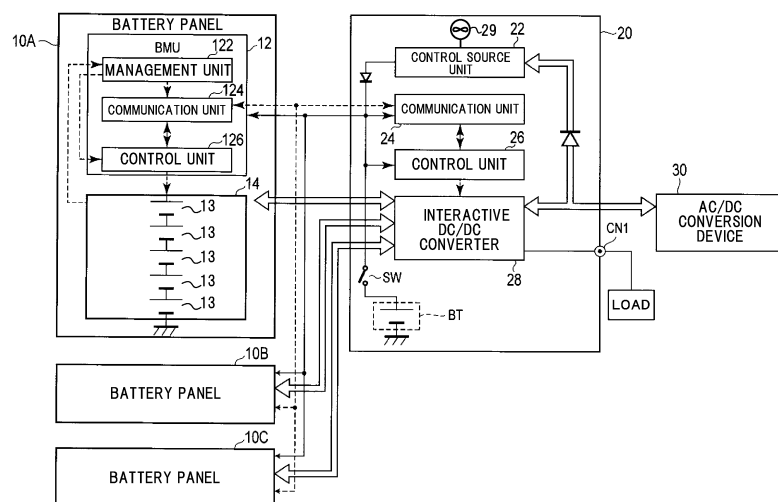 10A
BATTERY PANEL
BMU
122
12
MANAGEMENT UNIT
124
COMMUNICATION UNIT
126
CONTROL UNIT
14
13
13
13
13
13
10B
BATTERY PANEL
10C
BATTERY PANEL
29
22
20
CONTROL SOURCE
UNIT
COMMUNICATION UNIT
24
26
CONTROL UNIT
INTERACTIVE
DC/DC
CONVERTER
28
SW
BT
CN1
LOAD
30
AC/DC
CONVERSION
DEVICE